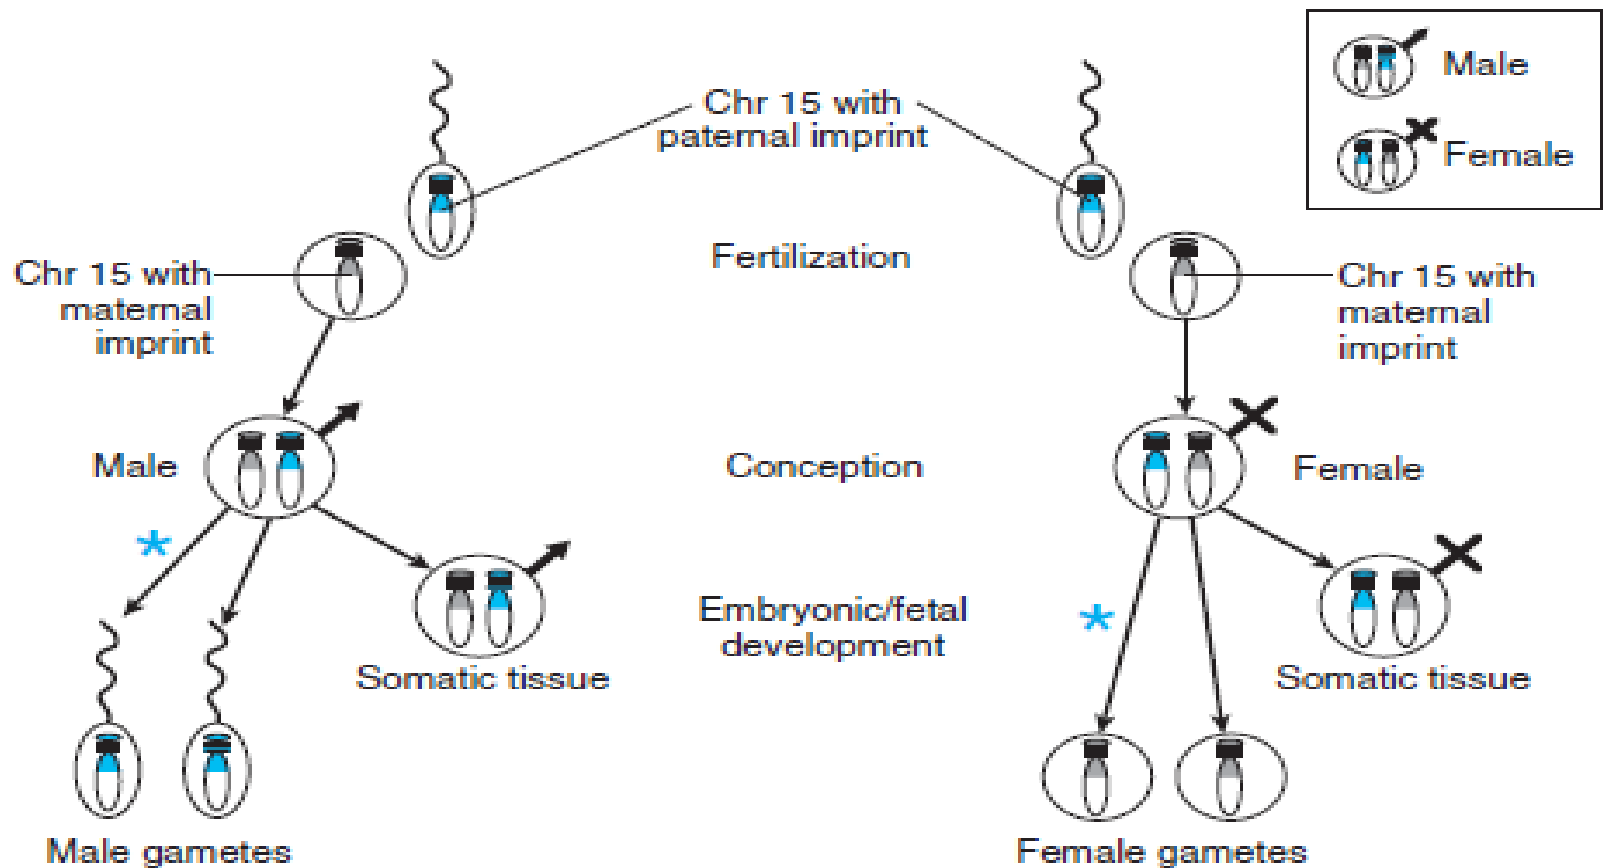 Male
Female
Chr 15 with
paternal imprint
Fertilization
Chr 15 with
maternal
imprint
Chr 15 with
maternal
imprint
Male
Conception
Female
*
Embryonic/fetal
development
*
Somatic tissue
Somatic tissue
Male gametes
Female gametes